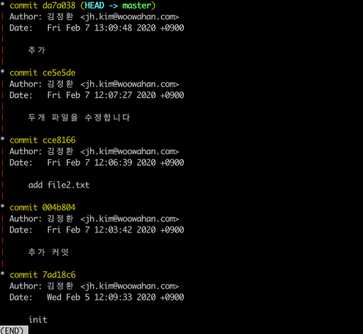 * commit da7a038 (HEAD -> master)
| Author: 김정환 <jh.kim@woowahan.com>
| Date:   Fri Feb 7 13:09:48 2020 +0900
|
|     추가
|
* commit ce5e5de
| Author: 김정환 <jh.kim@woowahan.com>
| Date:   Fri Feb 7 12:07:27 2020 +0900
|
|     두개 파일을 수정합니다
|
* commit cce8166
| Author: 김정환 <jh.kim@woowahan.com>
| Date:   Fri Feb 7 12:06:39 2020 +0900
|
|     add file2.txt
|
* commit 004b804
| Author: 김정환 <jh.kim@woowahan.com>
| Date:   Fri Feb 7 12:03:42 2020 +0900
|
|     추가 커밋
|
* commit 7ad18c6
  Author: 김정환 <jh.kim@woowahan.com>
  Date:   Wed Feb 5 12:09:33 2020 +0900

      init
(END)